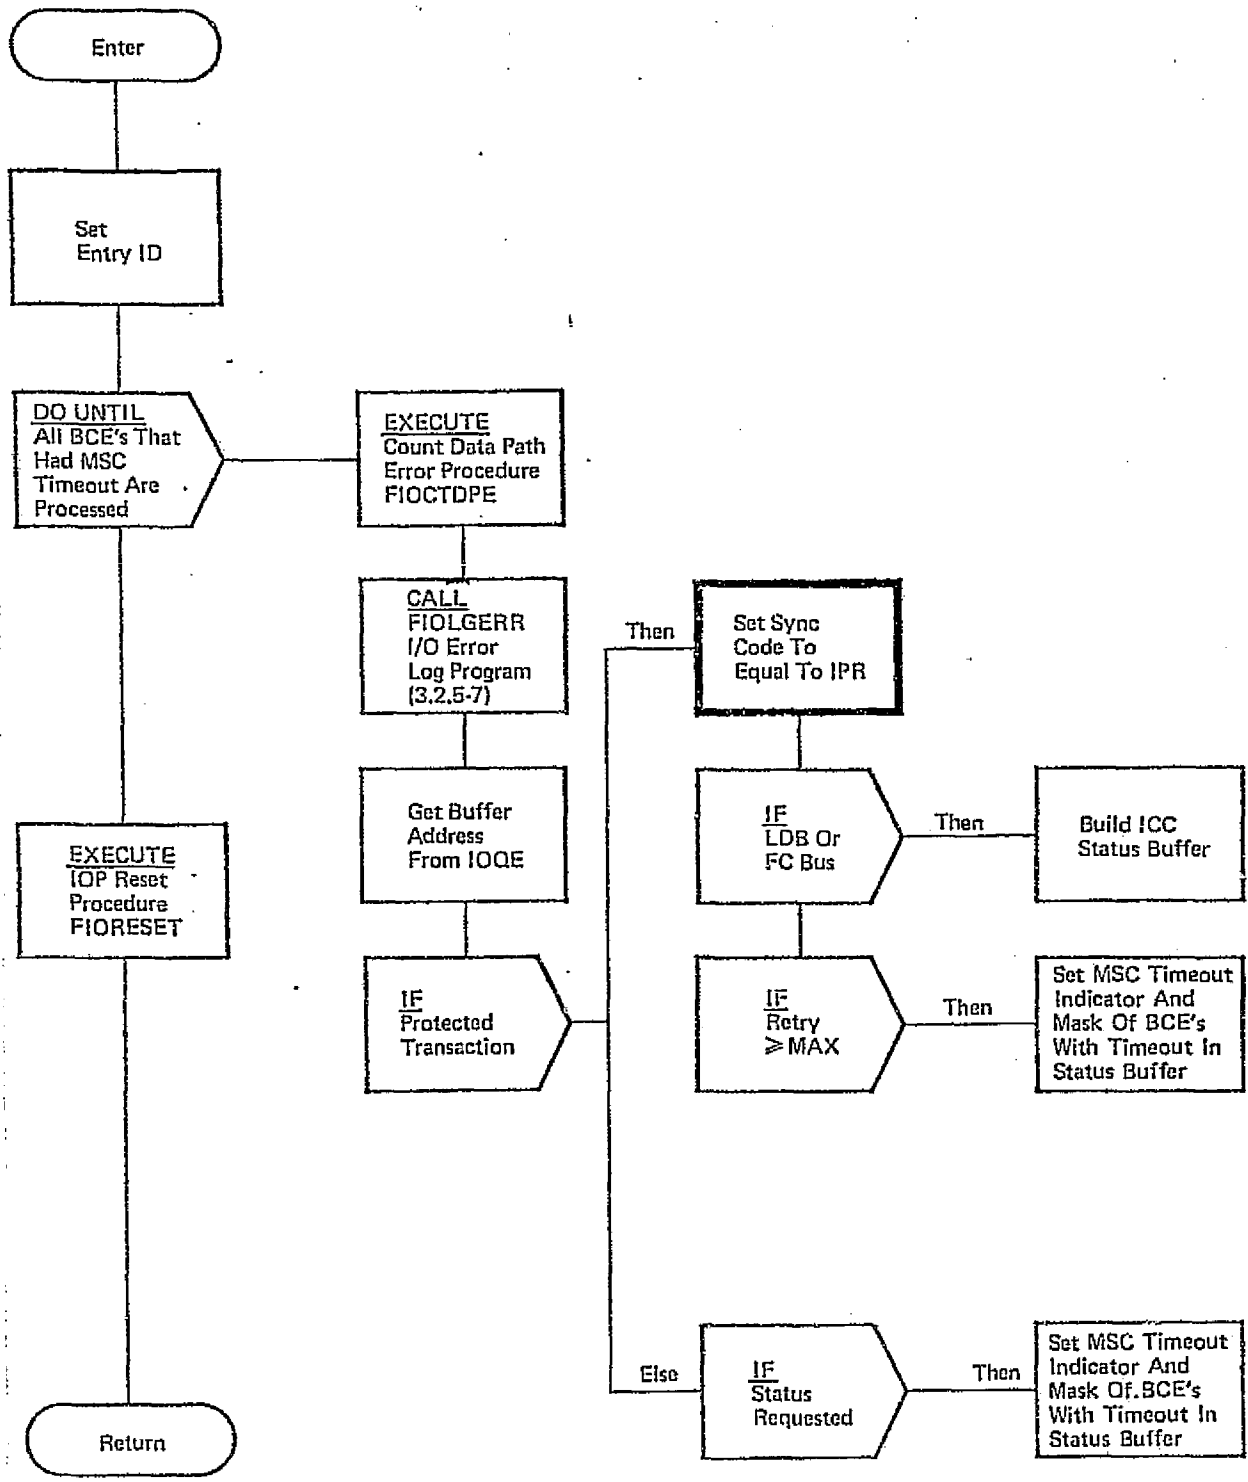 Enter
Set
Entry ID
DO UNTIL
All BCE's That
Had MSC
Timeout Are
Processed
EXECUTE
Count Data Path
Error Procedure
FIOCTDPE
CALL
FIOLGERR
I/O Error
Log Program
(3.2.5-7)
Get Buffer
Address
From IOQE
IF
Protected
Transaction
Then
Set Sync
Code To
Equal To IPR
IF
LDB Or
FC Bus
Then
Build ICC
Status Buffer
IF
Retry
≥ MAX
Then
Set MSC Timeout
Indicator And
Mask Of BCE's
With Timeout In
Status Buffer
Else
IF
Status
Requested
Then
Set MSC Timeout
Indicator And
Mask Of BCE's
With Timeout In
Status Buffer
EXECUTE
IOP Reset
Procedure
FIORESET
Return